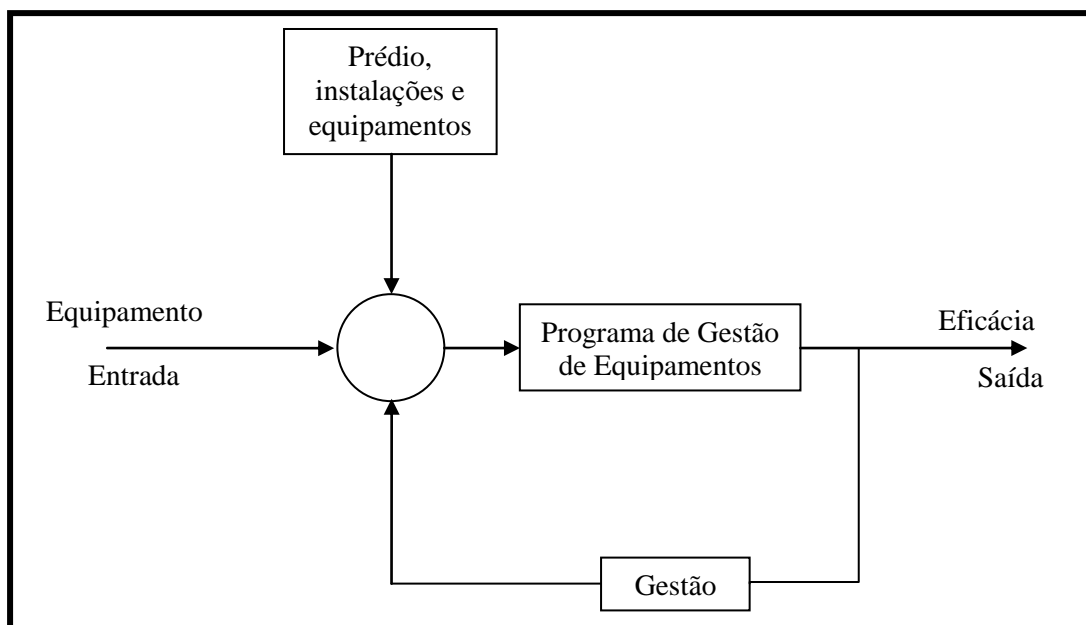 Prédio,
instalações e
equipamentos
Equipamento
Entrada
Programa de Gestão
de Equipamentos
Eficácia
Saída
Gestão